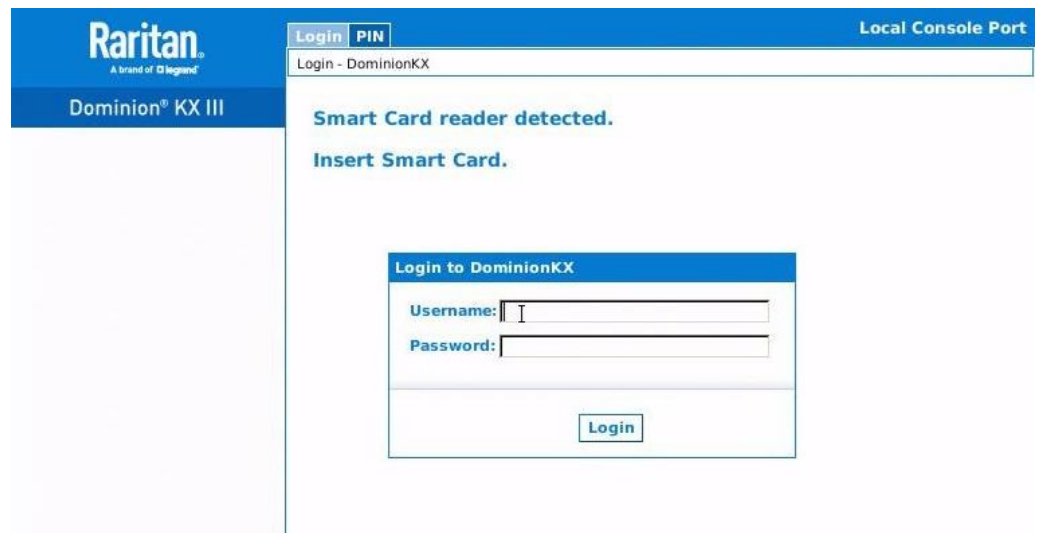 Raritan.
A brand of legrand
Dominion® KX III
Login PIN
Local Console Port
Login - DominionKX
Smart Card reader detected.
Insert Smart Card.
Login to DominionKX
Username:
Password:
Login